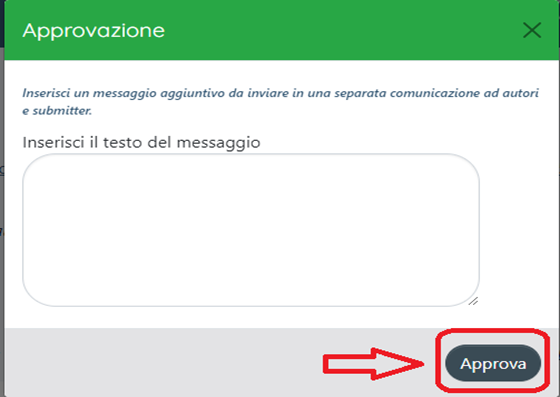 Approvazione
Inserisci un messaggio aggiuntivo da inviare in una separata comunicazione ad autori
e submitter.
Inserisci il testo del messaggio
Approva